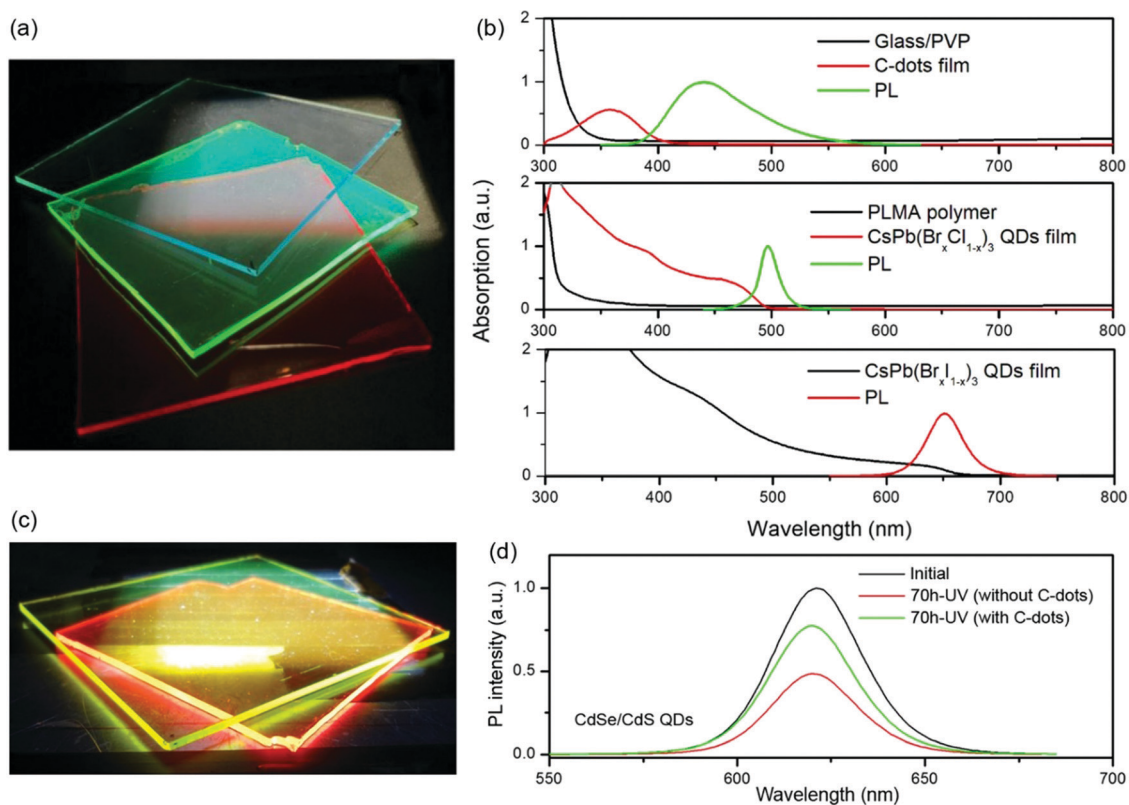 (a)
(b)
2
1
0
300
400
500
600
700
800
Glass/PVP
C-dots film
PL
2
1
0
300
400
500
600
700
800
PLMA polymer
CsPb(BrₓCl₁₋ₓ)₃ QDs film
PL
2
1
0
300
400
500
600
700
800
CsPb(BrₓI₁₋ₓ)₃ QDs film
PL
Absorption (a.u.)
Wavelength (nm)
(c)
(d)
1.0
0.5
0.0
550
600
650
700
Initial
70h-UV (without C-dots)
70h-UV (with C-dots)
CdSe/CdS QDs
PL intensity (a.u.)
Wavelength (nm)